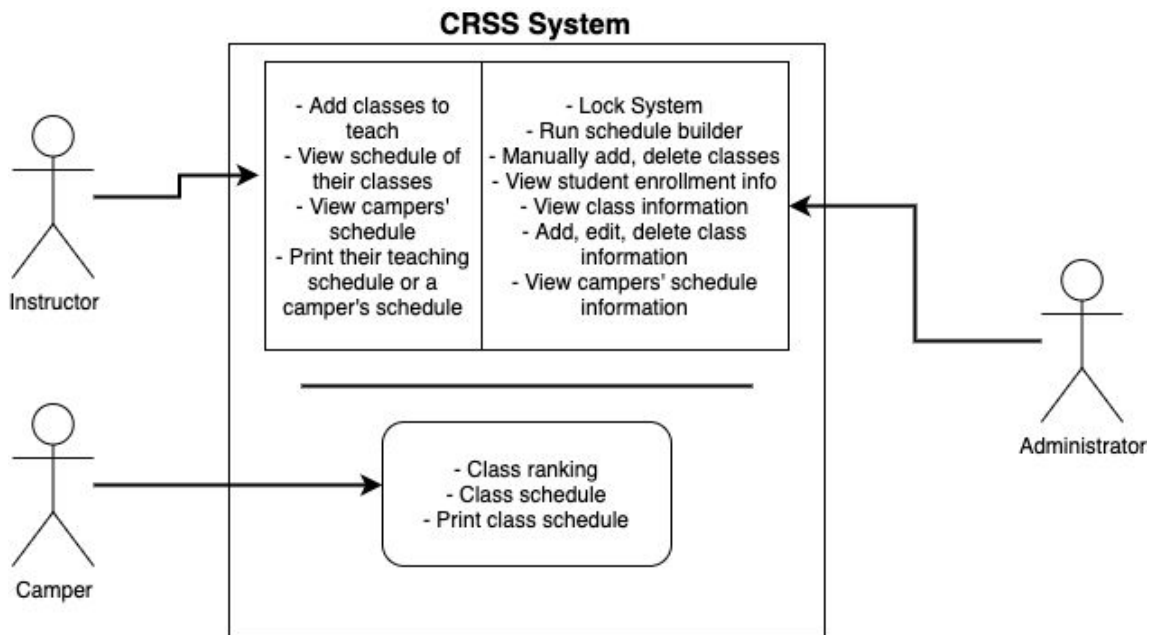 CRSS System
- Add classes to
teach
- View schedule of
their classes
- View campers'
schedule
- Print their teaching
schedule or a
camper's schedule
- Lock System
- Run schedule builder
- Manually add, delete classes
- View student enrollment info
- View class information
- Add, edit, delete class
information
- View campers' schedule
information
Instructor
Administrator
- Class ranking
- Class schedule
- Print class schedule
Camper